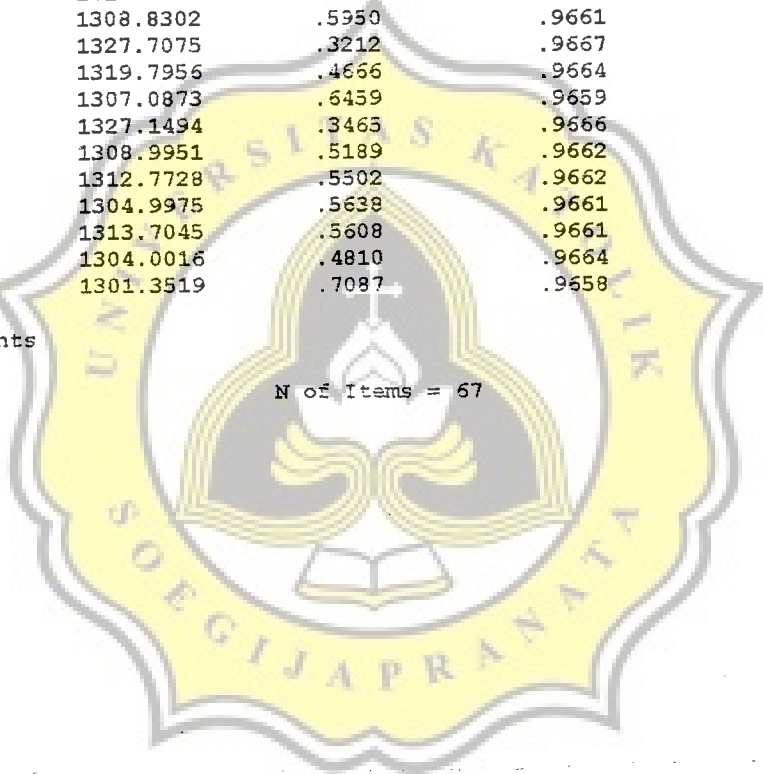 1308.8302 .5950 .9661
1327.7075 .3212 .9667
1319.7956 .4666 .9664
1307.0873 .6459 .9659
1327.1494 .3465 .9666
1308.9951 .5189 .9662
1312.7728 .5502 .9662
1304.9975 .5638 .9661
1313.7045 .5608 .9661
1304.0016 .4810 .9664
1301.3519 .7087 .9658
nts
N of Items = 67
UNIVERSITAS KATOLIK
SOEGIJAPRANATA